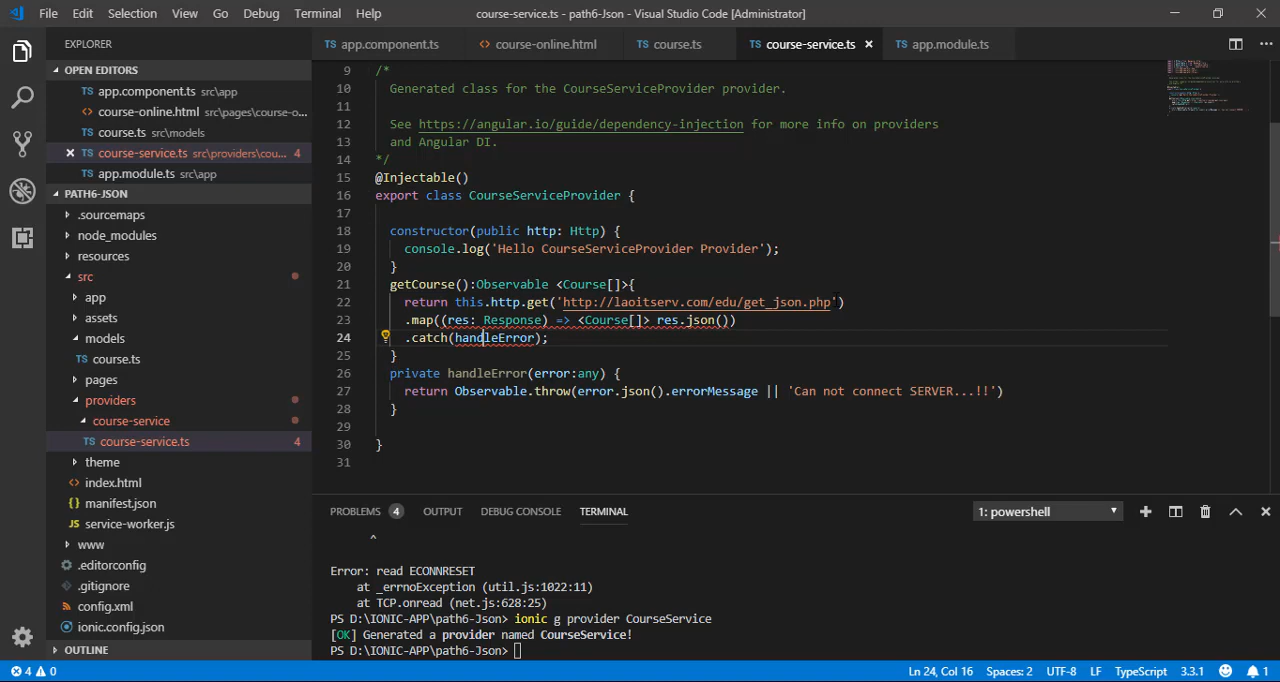 File Edit Selection View Go Debug Terminal Help course-service.ts - path6-Json - Visual Studio Code [Administrator]
EXPLORER
OPEN EDITORS
TS app.component.ts src\app
<> course-online.html src\pages\course-o...
TS course.ts src\models
× TS course-service.ts src\providers\cou... 4
TS app.module.ts src\app
PATH6-JSON
.sourcemaps
node_modules
resources
src
app
assets
models
TS course.ts
pages
providers
course-service
TS course-service.ts 4
theme
<> index.html
{} manifest.json
JS service-worker.js
www
.editorconfig
.gitignore
config.xml
ionic.config.json
OUTLINE
TS app.component.ts <> course-online.html TS course.ts TS course-service.ts × TS app.module.ts
9 /*
10 Generated class for the CourseServiceProvider provider.
11
12 See https://angular.io/guide/dependency-injection for more info on providers
13 and Angular DI.
14 */
15 @Injectable()
16 export class CourseServiceProvider {
17
18 constructor(public http: Http) {
19 console.log('Hello CourseServiceProvider Provider');
20 }
21 getCourse():Observable <Course[]>{
22 return this.http.get('http://laoitserv.com/edu/get_json.php')
23 .map((res: Response) => <Course[]> res.json())
24 .catch(handleError);
25 }
26 private handleError(error:any) {
27 return Observable.throw(error.json().errorMessage || 'Can not connect SERVER...!!')
28 }
29
30 }
31
PROBLEMS 4 OUTPUT DEBUG CONSOLE TERMINAL 1: powershell
^
Error: read ECONNRESET
at _errnoException (util.js:1022:11)
at TCP.onread (net.js:628:25)
PS D:\IONIC-APP\path6-Json> ionic g provider CourseService
[OK] Generated a provider named CourseService!
PS D:\IONIC-APP\path6-Json>
4 0 Ln 24, Col 16 Spaces: 2 UTF-8 LF TypeScript 3.3.1 1